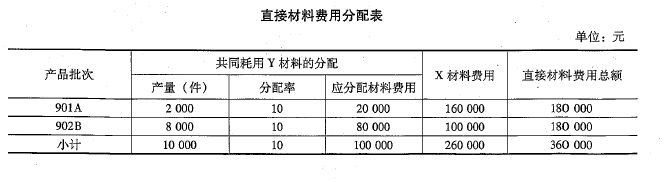 直接材料费用分配表
单位：元
产品批次 共同耗用 Y 材料的分配 X 材料费用 直接材料费用总额
产量（件） 分配率 应分配材料费用
901A 2 000 10 20 000 160 000 180 000
902B 8 000 10 80 000 100 000 180 000
小计 10 000 10 100 000 260 000 360 000